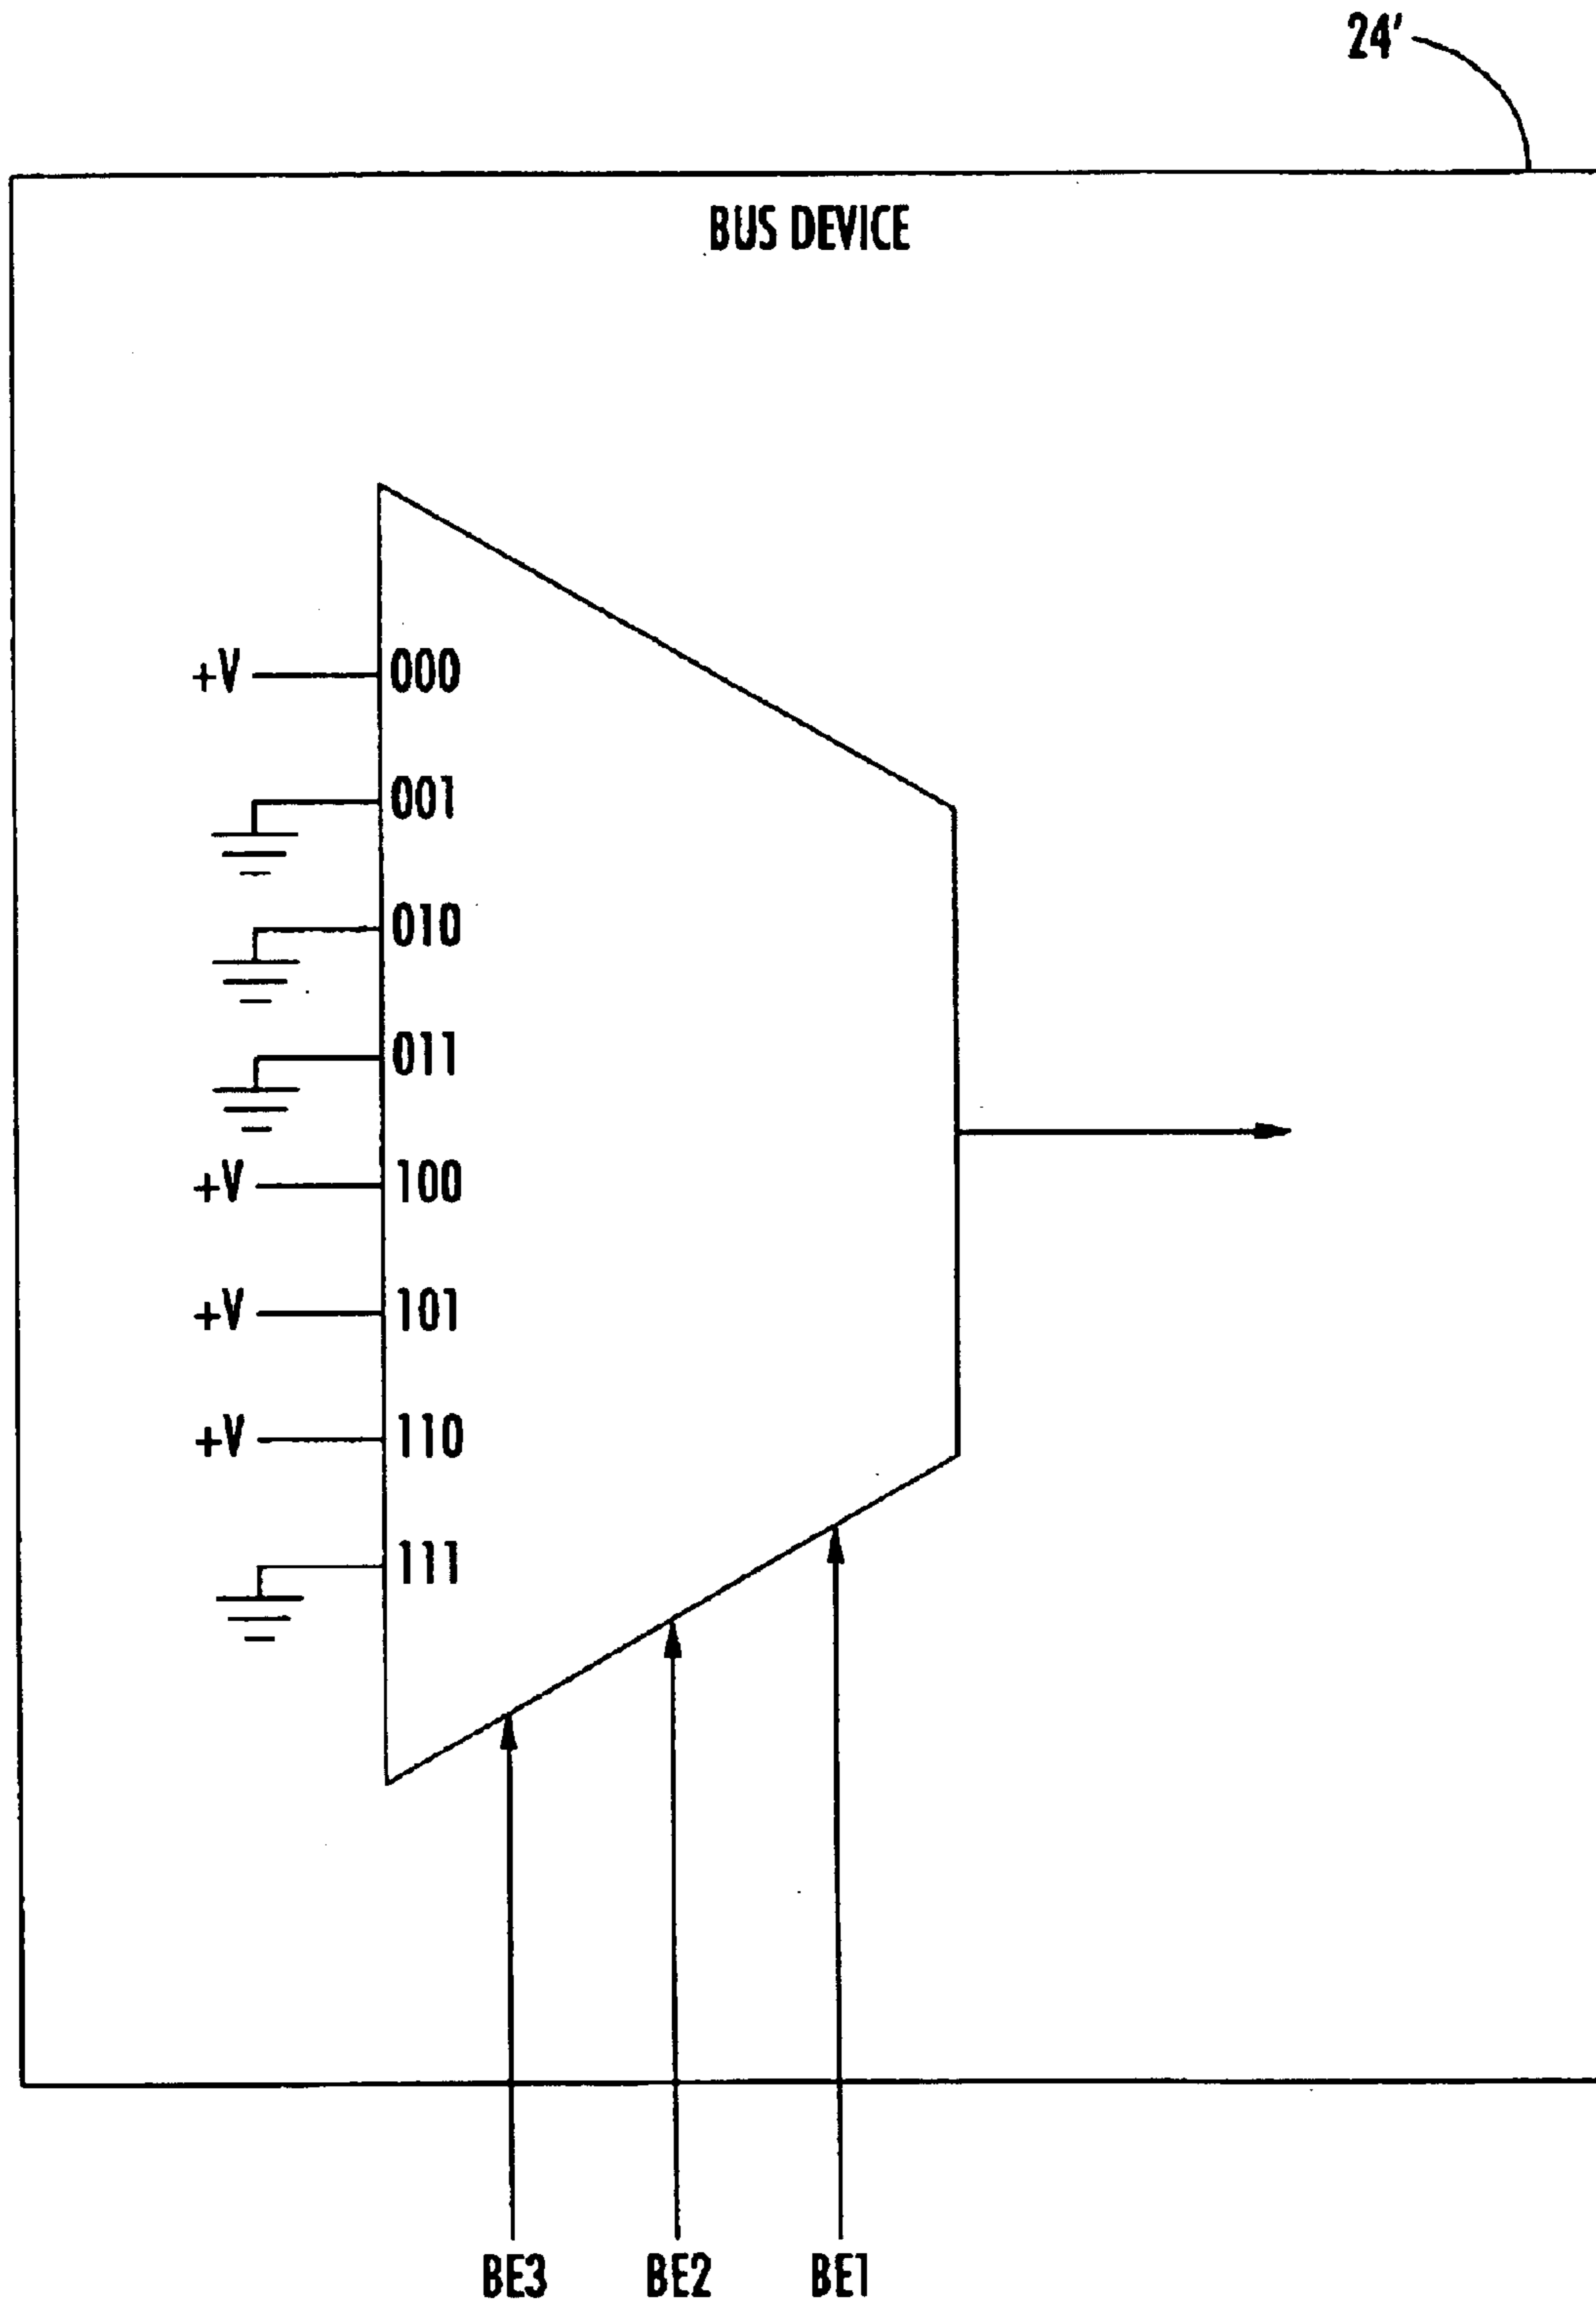 24'
BUS DEVICE
+V 000
001
010
011
+V 100
+V 101
+V 110
111
BE3 BE2 BE1